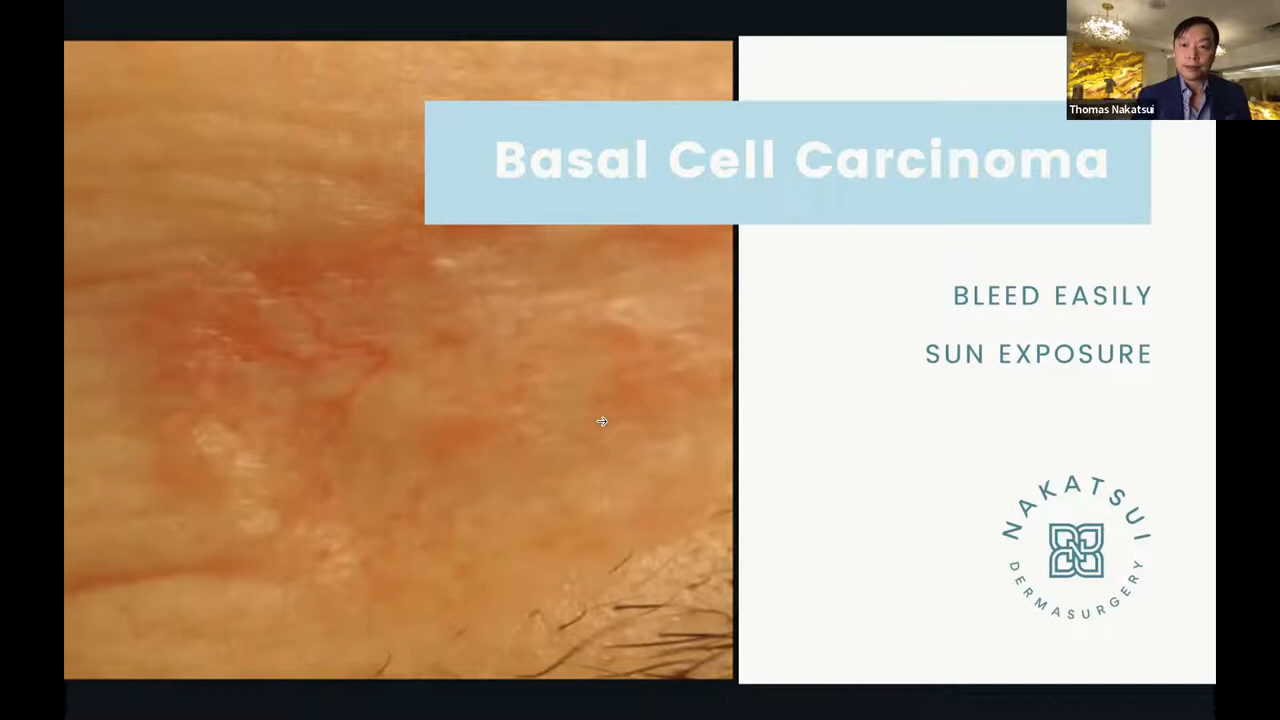 Thomas Nakatsui
Basal Cell Carcinoma
BLEED EASILY
SUN EXPOSURE
NAKATSUI
DERMASURGERY